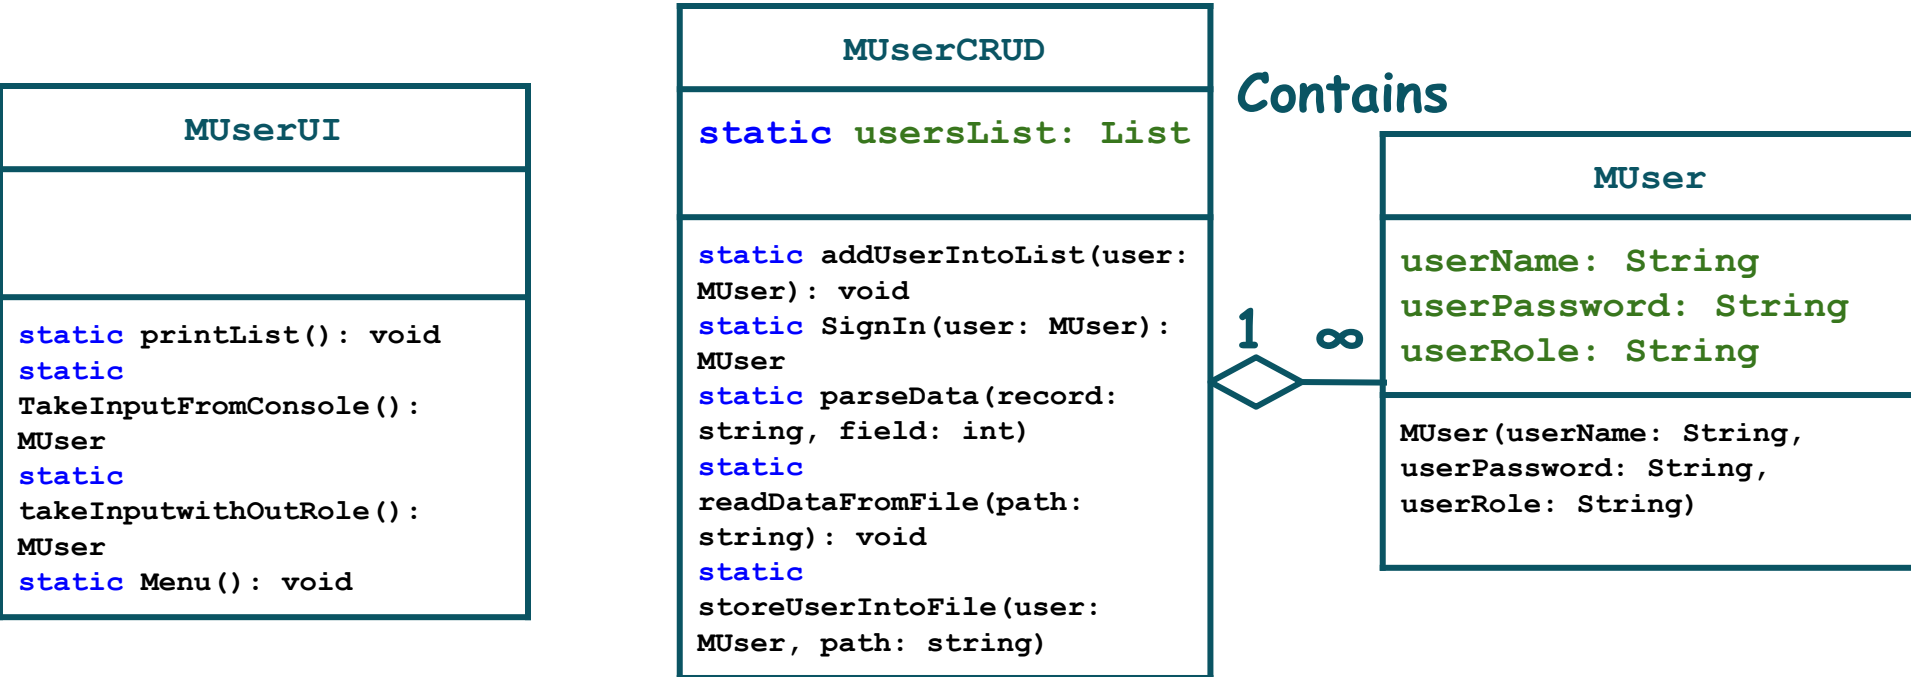 MUserUI
static printList(): void
static
TakeInputFromConsole():
MUser
static
takeInputwithOutRole():
MUser
static Menu(): void
MUserCRUD
static usersList: List
static addUserIntoList(user:
MUser): void
static SignIn(user: MUser):
MUser
static parseData(record:
string, field: int)
static
readDataFromFile(path:
string): void
static
storeUserIntoFile(user:
MUser, path: string)
Contains
1 ∞
MUser
userName: String
userPassword: String
userRole: String
MUser(userName: String,
userPassword: String,
userRole: String)